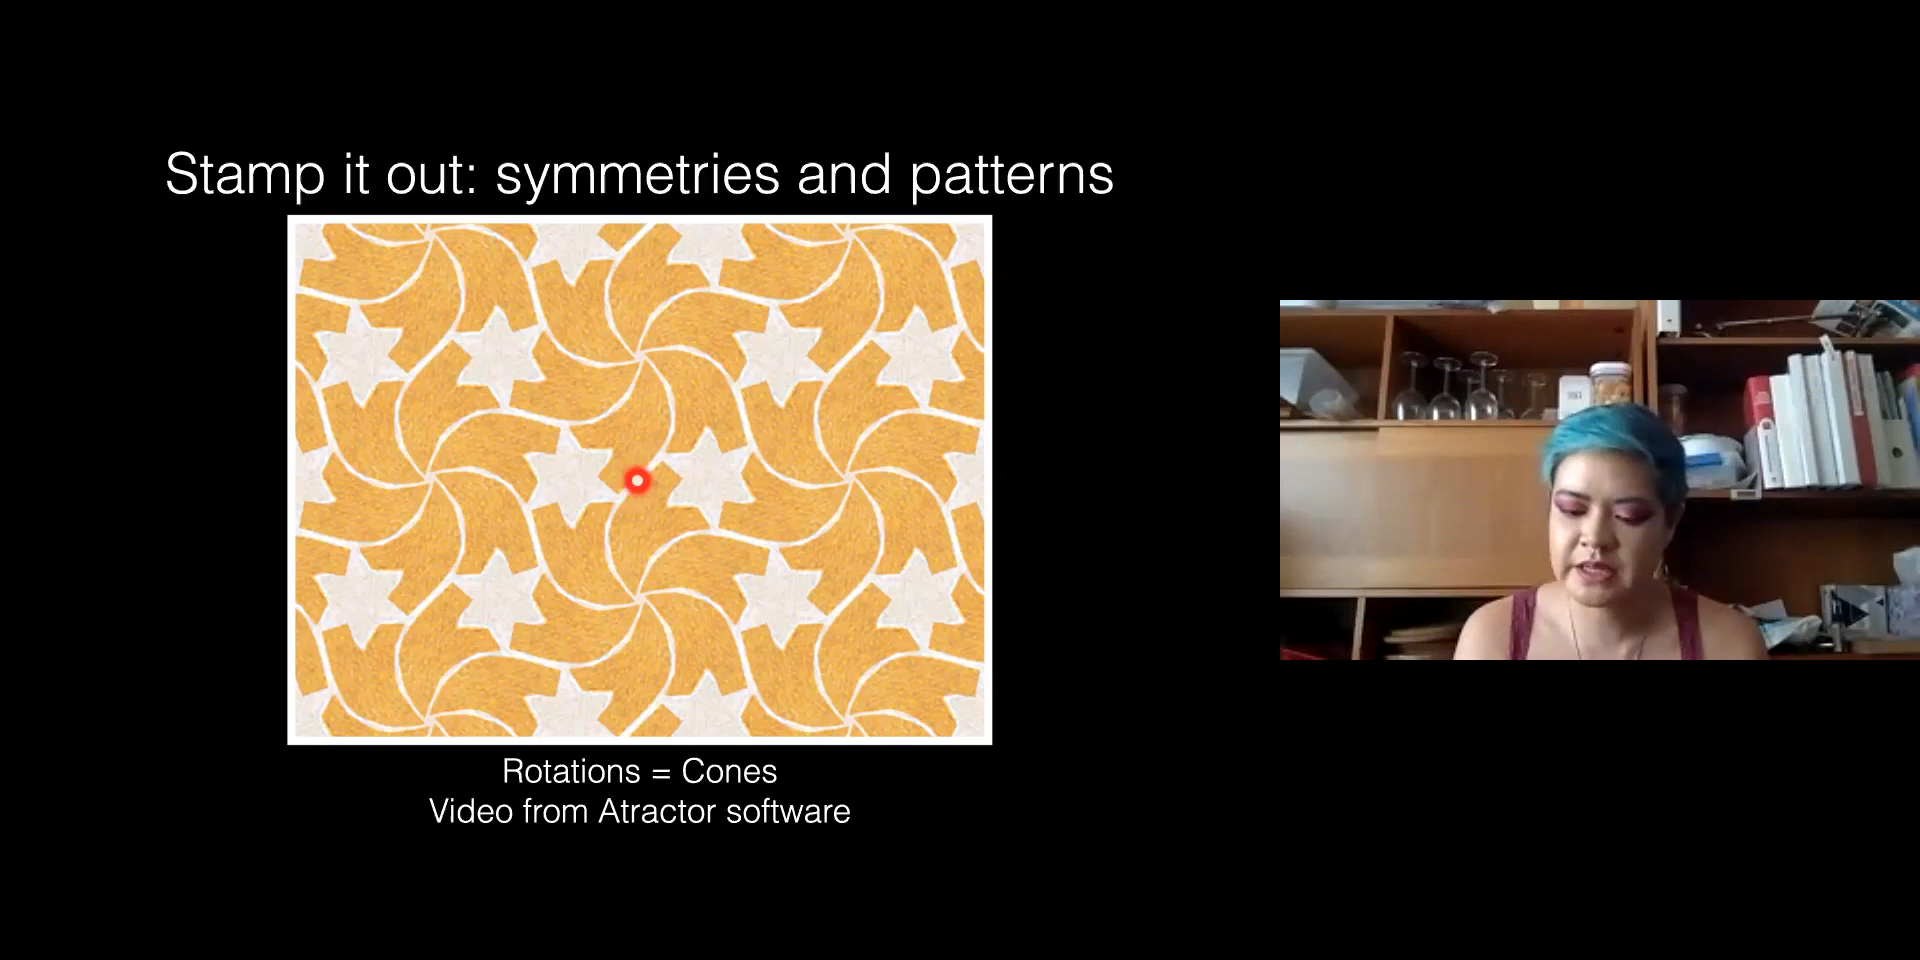 Stamp it out: symmetries and patterns
Rotations = Cones
Video from Atractor software